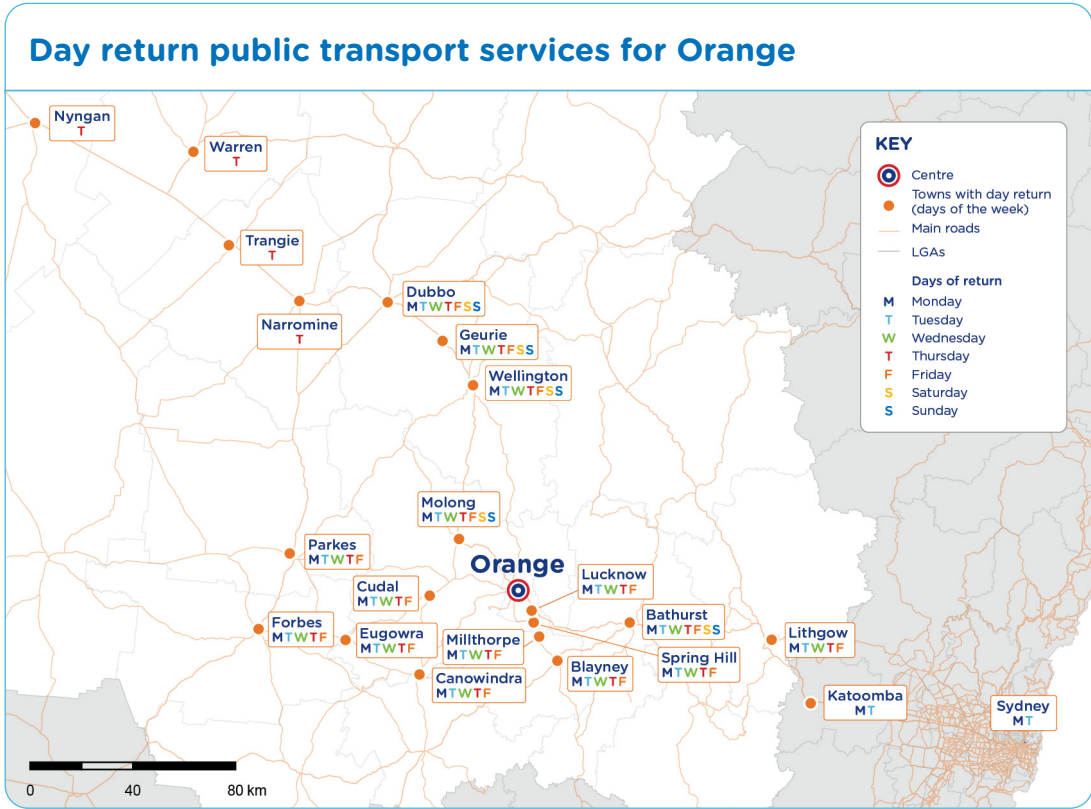 Day return public transport services for Orange
Nyngan
T
Warren
T
Trangie
T
Narromine
T
Dubbo
MTWTFSS
Geurie
MTWTFSS
Wellington
MTWTFSS
Molong
MTWTFSS
Parkes
MTWTF
Orange
Cudal
MTWTF
Lucknow
MTWTF
Forbes
MTWTF
Eugowra
MTWTF
Millthorpe
MTWTF
Bathurst
MTWTFSS
Lithgow
MTWTF
Canowindra
MTWTF
Blayney
MTWTF
Spring Hill
MTWTF
Katoomba
MT
Sydney
MT
KEY
Centre
Towns with day return
(days of the week)
Main roads
LGAs
Days of return
M Monday
T Tuesday
W Wednesday
T Thursday
F Friday
S Saturday
S Sunday
0 40 80 km